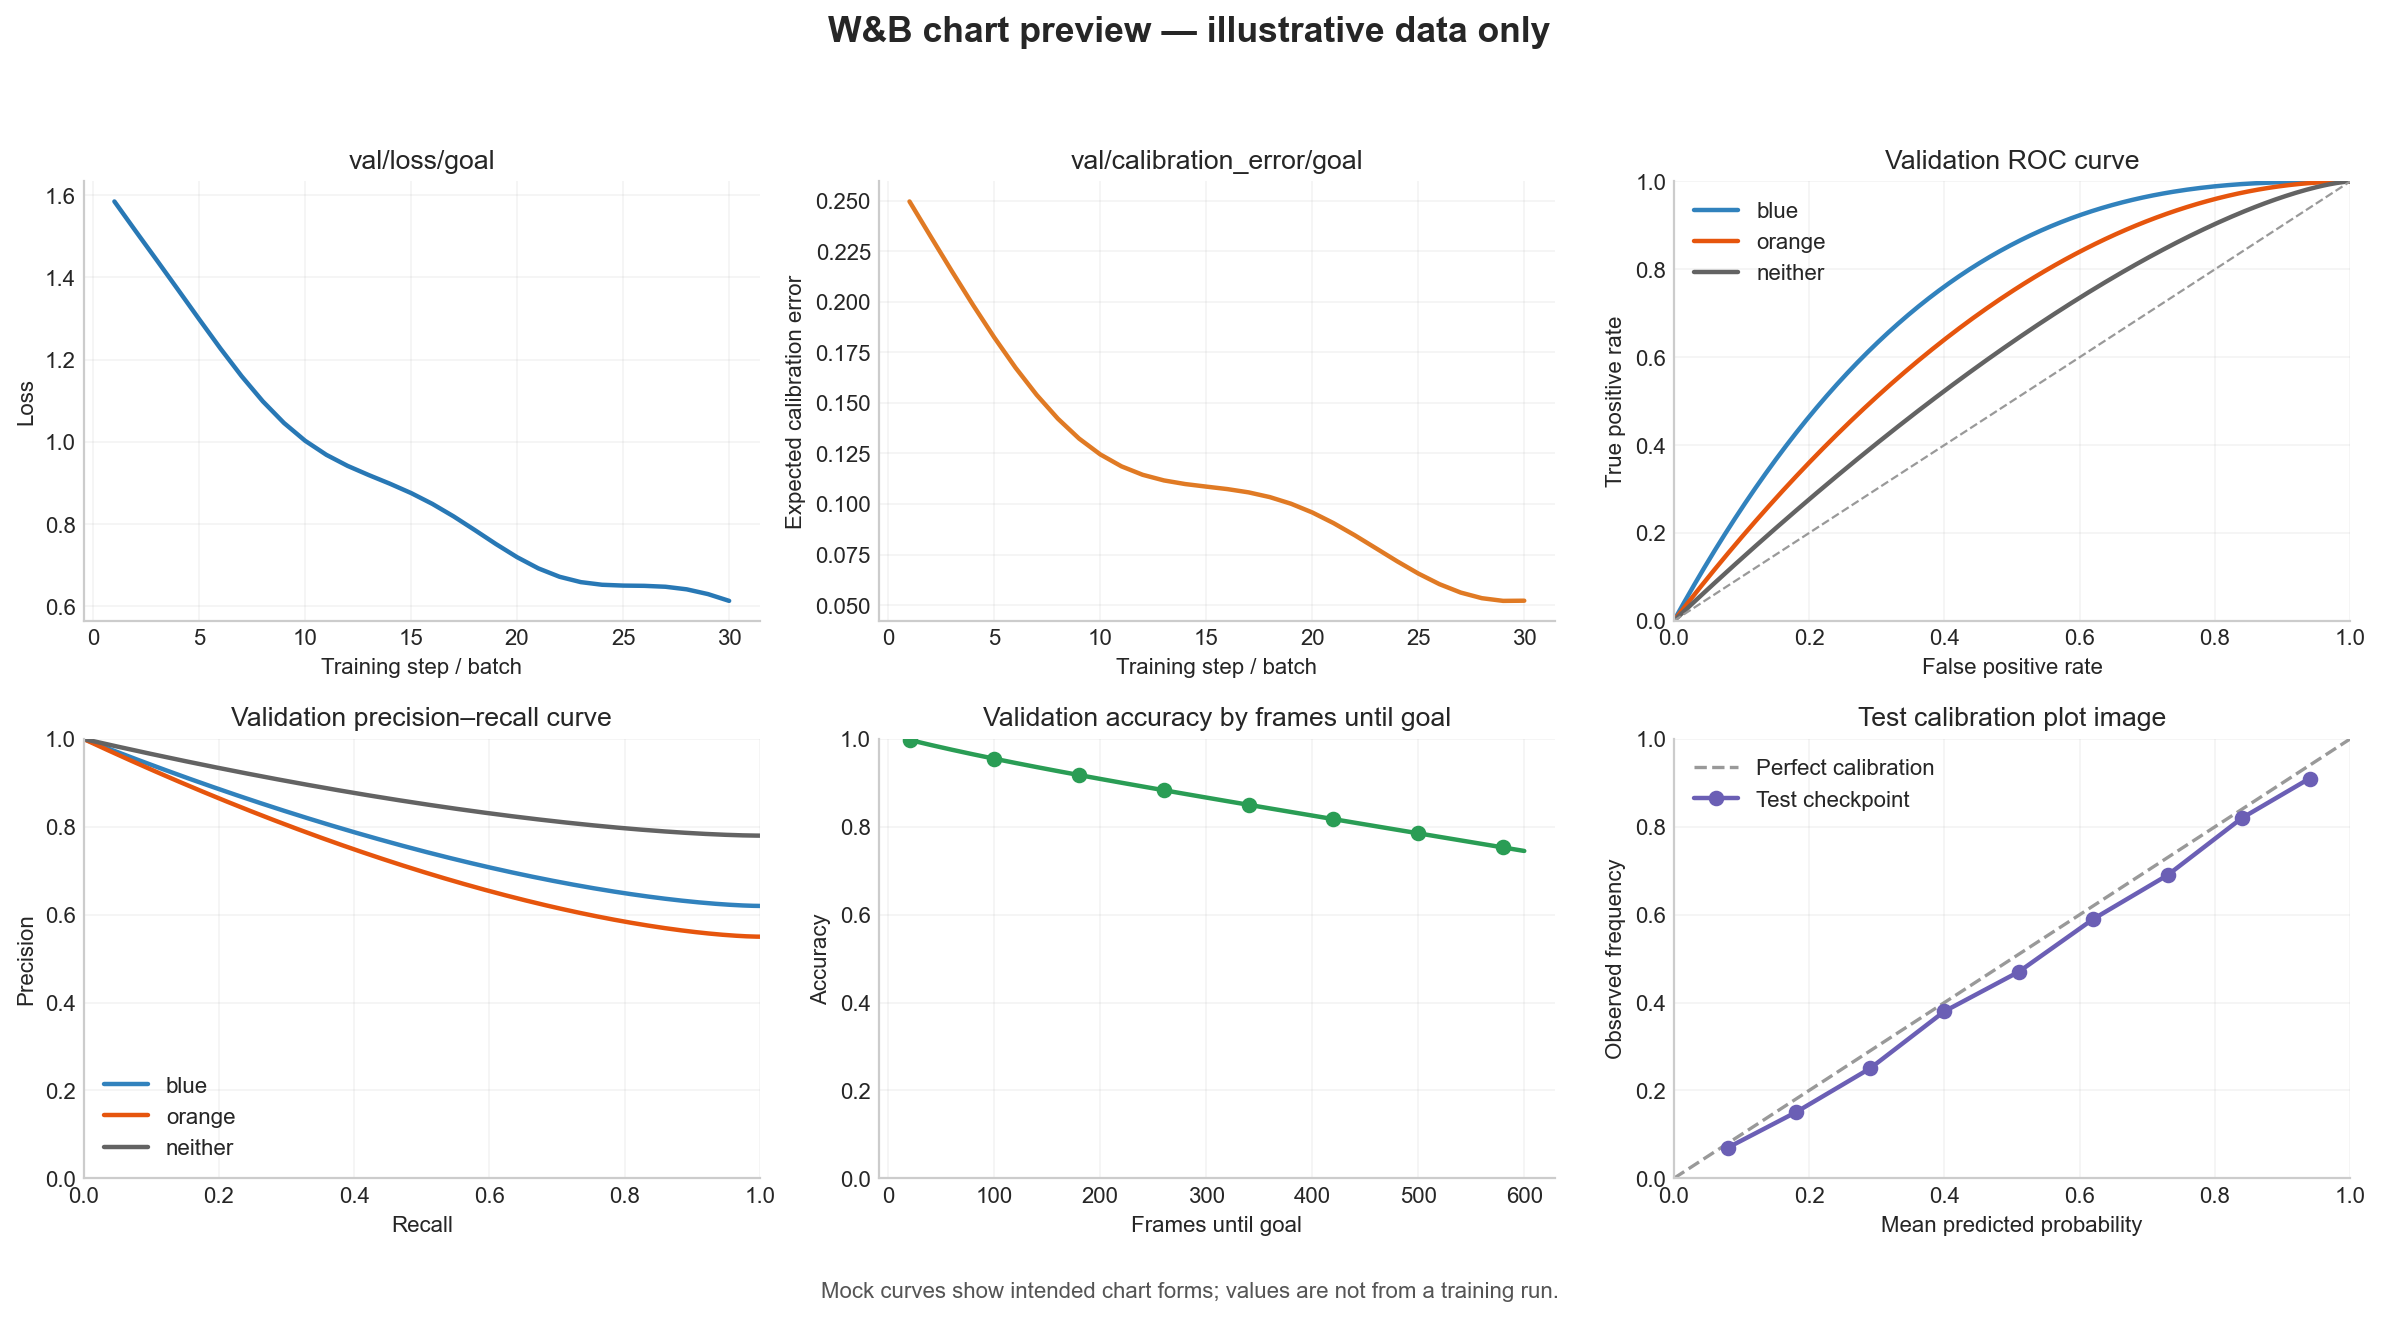 W&B chart preview — illustrative data only
val/loss/goal
Loss
1.6
1.4
1.2
1.0
0.8
0.6
0 5 10 15 20 25 30
Training step / batch
val/calibration_error/goal
Expected calibration error
0.250
0.225
0.200
0.175
0.150
0.125
0.100
0.075
0.050
0 5 10 15 20 25 30
Training step / batch
Validation ROC curve
True positive rate
1.0
0.8
0.6
0.4
0.2
0.0
blue
orange
neither
0.0 0.2 0.4 0.6 0.8 1.0
False positive rate
Validation precision–recall curve
Precision
1.0
0.8
0.6
0.4
0.2
0.0
blue
orange
neither
0.0 0.2 0.4 0.6 0.8 1.0
Recall
Validation accuracy by frames until goal
Accuracy
1.0
0.8
0.6
0.4
0.2
0.0
0 100 200 300 400 500 600
Frames until goal
Test calibration plot image
Observed frequency
1.0
0.8
0.6
0.4
0.2
0.0
Perfect calibration
Test checkpoint
0.0 0.2 0.4 0.6 0.8 1.0
Mean predicted probability
Mock curves show intended chart forms; values are not from a training run.